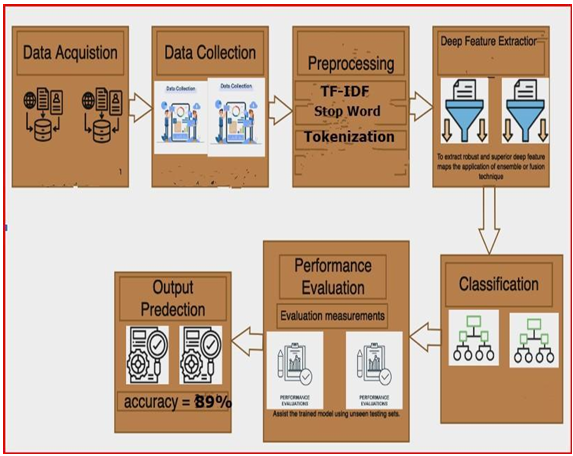 Data Acquistion
1
Data Collection
Data Collection
Data Collection
Preprocessing
TF-IDF
Stop Word
Tokenization
Deep Feature Extraction
To extract robust and superior deep feature
maps the application of ensemble or fusion
technique
Classification
Performance
Evaluation
Evaluation measurements
PERFORMANCE
EVALUATIONS
PERFORMANCE
EVALUATIONS
Assist the trained model using unseen testing sets.
Output
Predection
accuracy = 89%